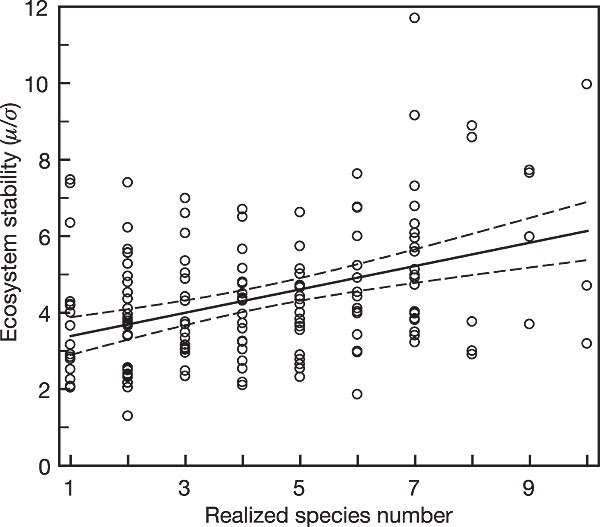 12
10
8
6
4
2
0
Ecosystem stability (μ/σ)
1 3 5 7 9
Realized species number